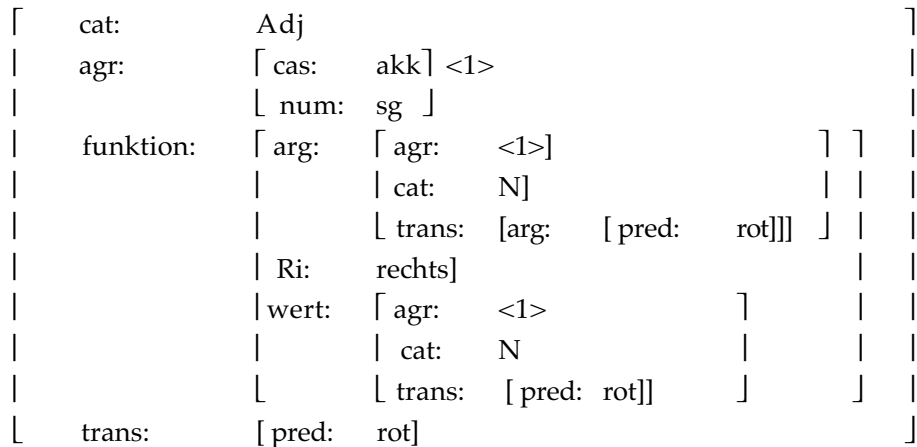 ⎡ cat: Adj ⎤
| agr: ⎡ cas: akk⎤ <1> |
| ⎣ num: sg ⎦ |
| funktion: ⎡ arg: ⎡ agr: <1>] ⎤ ⎤ |
| | | cat: N] | | |
| | ⎣ trans: [arg: [ pred: rot]]] ⎦ | |
| | Ri: rechts] | |
| | wert: ⎡ agr: <1> ⎤ | |
| | | cat: N | | |
| ⎣ ⎣ trans: [ pred: rot]] ⎦ ⎦ |
⎣ trans: [ pred: rot] ⎦